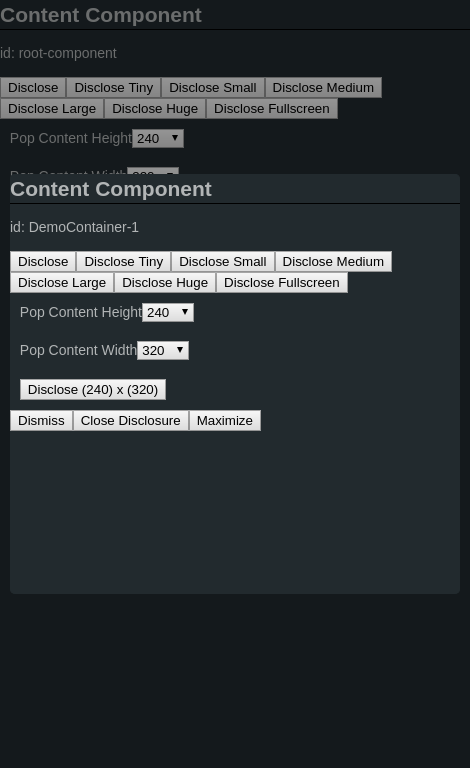 Content Component
id: root-component
Disclose Disclose Tiny Disclose Small Disclose Medium
Disclose Large Disclose Huge Disclose Fullscreen
Pop Content Height 240
Pop Content Width
Content Component
id: DemoContainer-1
Disclose Disclose Tiny Disclose Small Disclose Medium
Disclose Large Disclose Huge Disclose Fullscreen
Pop Content Height 240
Pop Content Width 320
Disclose (240) x (320)
Dismiss Close Disclosure Maximize